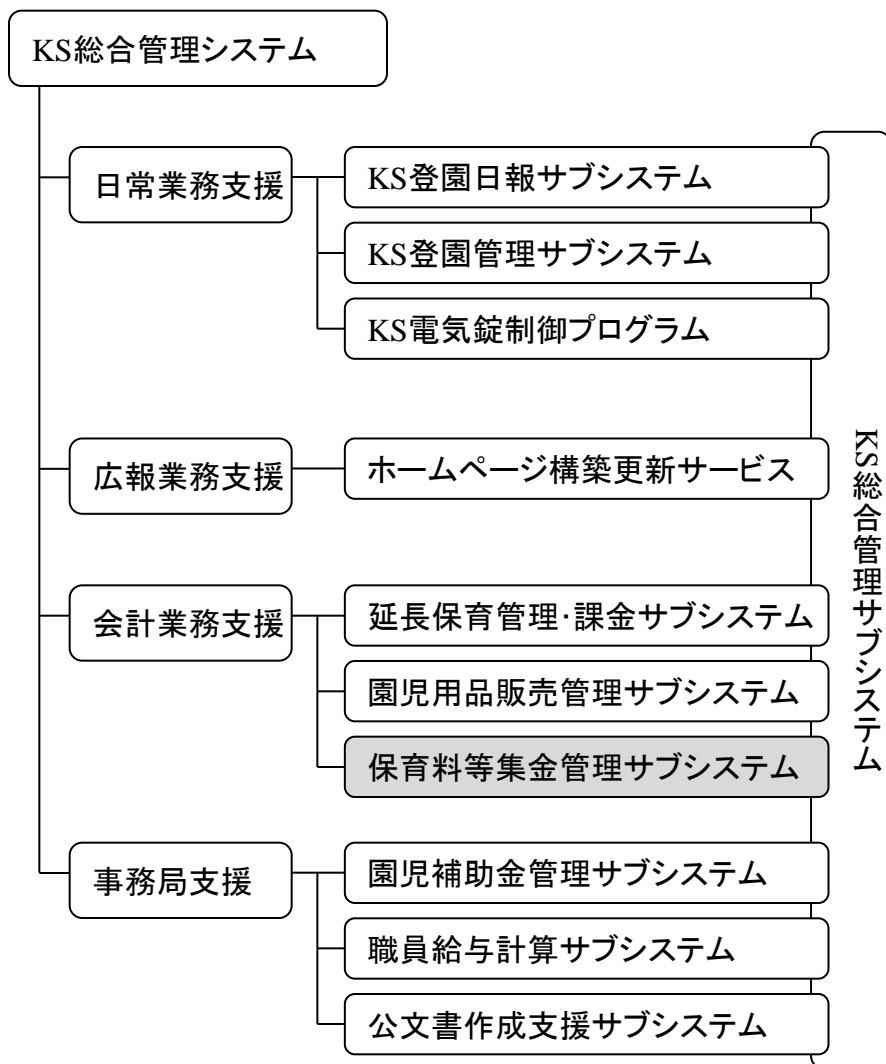 KS総合管理システム
日常業務支援
KS登園日報サブシステム
KS登園管理サブシステム
KS電気錠制御プログラム
広報業務支援
ホームページ構築更新サービス
会計業務支援
延長保育管理・課金サブシステム
園児用品販売管理サブシステム
保育料等集金管理サブシステム
事務局支援
園児補助金管理サブシステム
職員給与計算サブシステム
公文書作成支援サブシステム
KS総合管理サブシステム